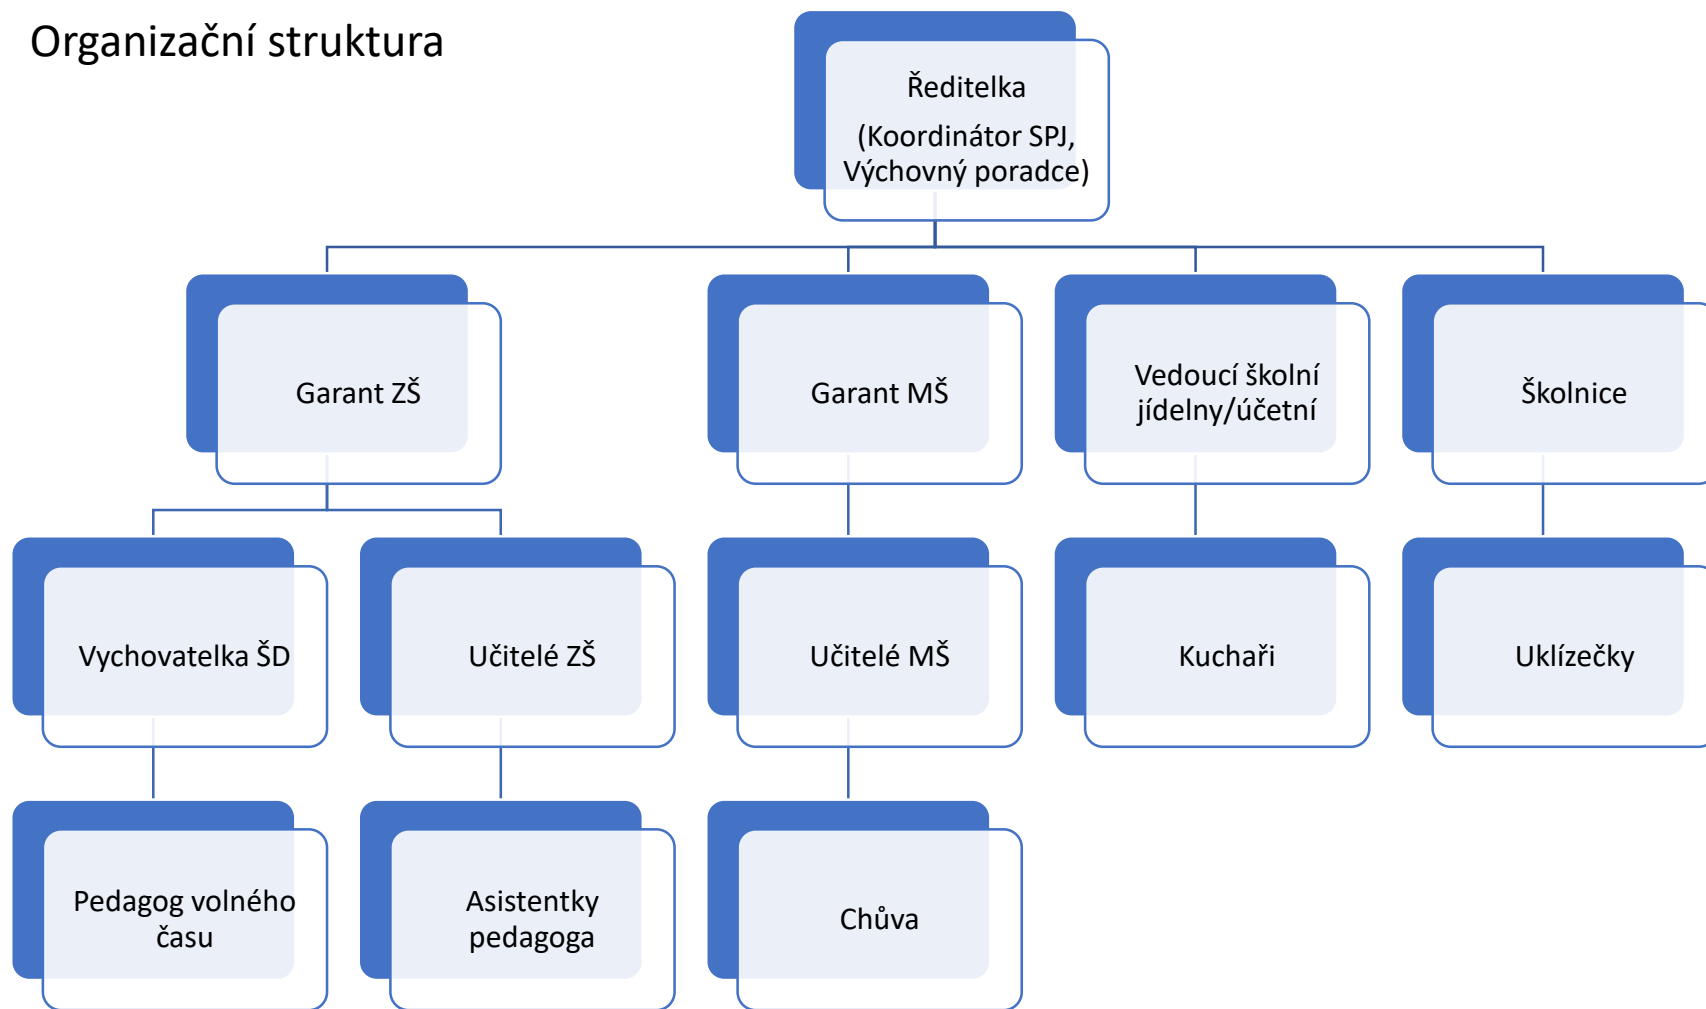 Organizační struktura
Ředitelka
(Koordinátor SPJ,
Výchovný poradce)
Garant ZŠ
Garant MŠ
Vedoucí školní
jídelny/účetní
Školnice
Vychovatelka ŠD
Učitelé ZŠ
Učitelé MŠ
Kuchaři
Uklízečky
Pedagog volného
času
Asistentky
pedagoga
Chůva